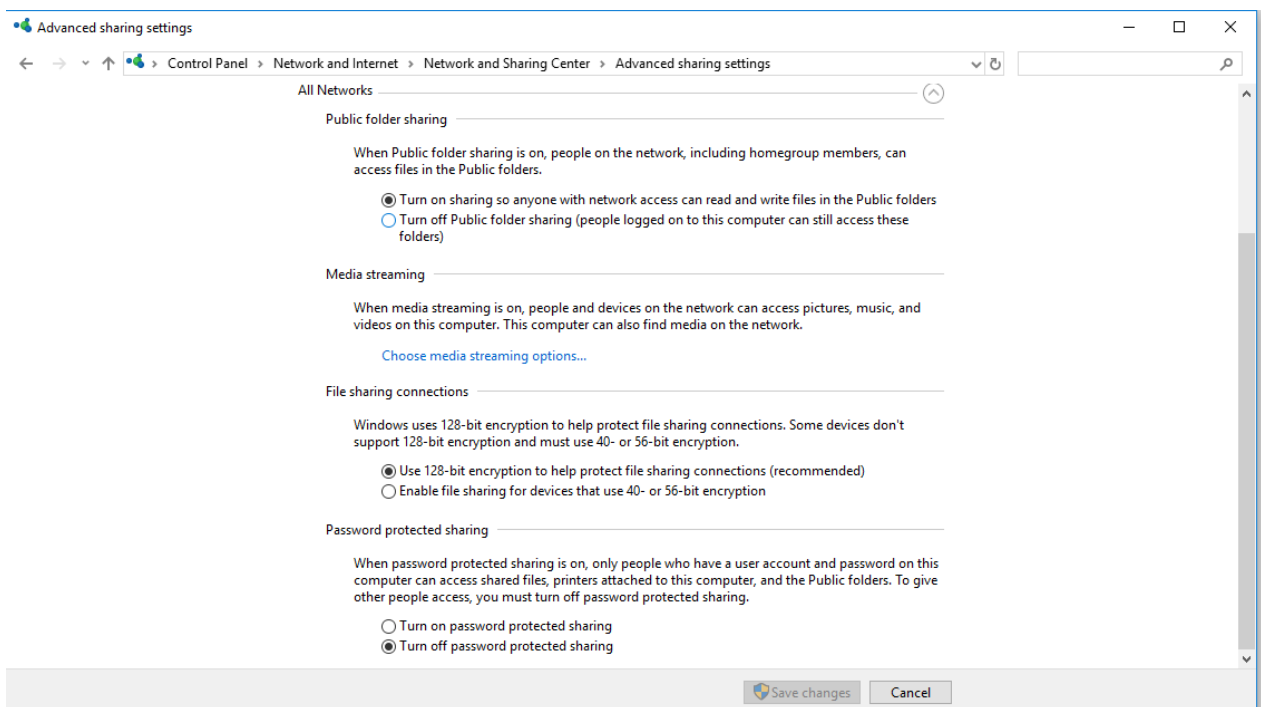 Advanced sharing settings
Control Panel > Network and Internet > Network and Sharing Center > Advanced sharing settings
All Networks
Public folder sharing
When Public folder sharing is on, people on the network, including homegroup members, can
access files in the Public folders.
Turn on sharing so anyone with network access can read and write files in the Public folders
Turn off Public folder sharing (people logged on to this computer can still access these
folders)
Media streaming
When media streaming is on, people and devices on the network can access pictures, music, and
videos on this computer. This computer can also find media on the network.
Choose media streaming options...
File sharing connections
Windows uses 128-bit encryption to help protect file sharing connections. Some devices don't
support 128-bit encryption and must use 40- or 56-bit encryption.
Use 128-bit encryption to help protect file sharing connections (recommended)
Enable file sharing for devices that use 40- or 56-bit encryption
Password protected sharing
When password protected sharing is on, only people who have a user account and password on this
computer can access shared files, printers attached to this computer, and the Public folders. To give
other people access, you must turn off password protected sharing.
Turn on password protected sharing
Turn off password protected sharing
Save changes
Cancel